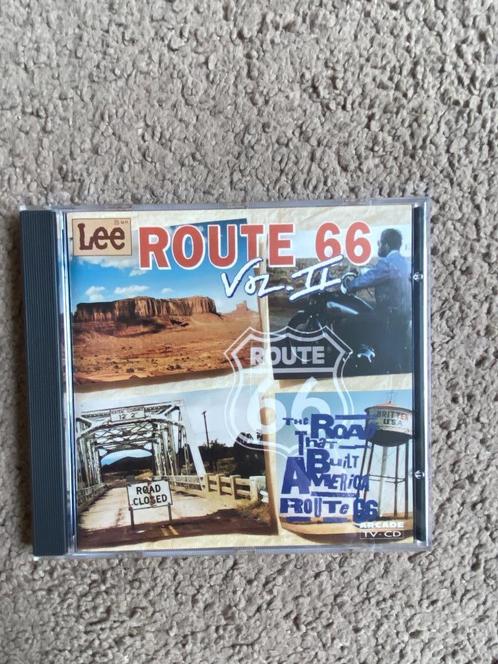 Lee
ROUTE 66
VOL. II
ROUTE
66
ROAD
CLOSED
THE ROAD
THAT
BUILT
AMERICA
ROUTE 66
BRITTEN
U.S.A.
ARCADE
TV-CD